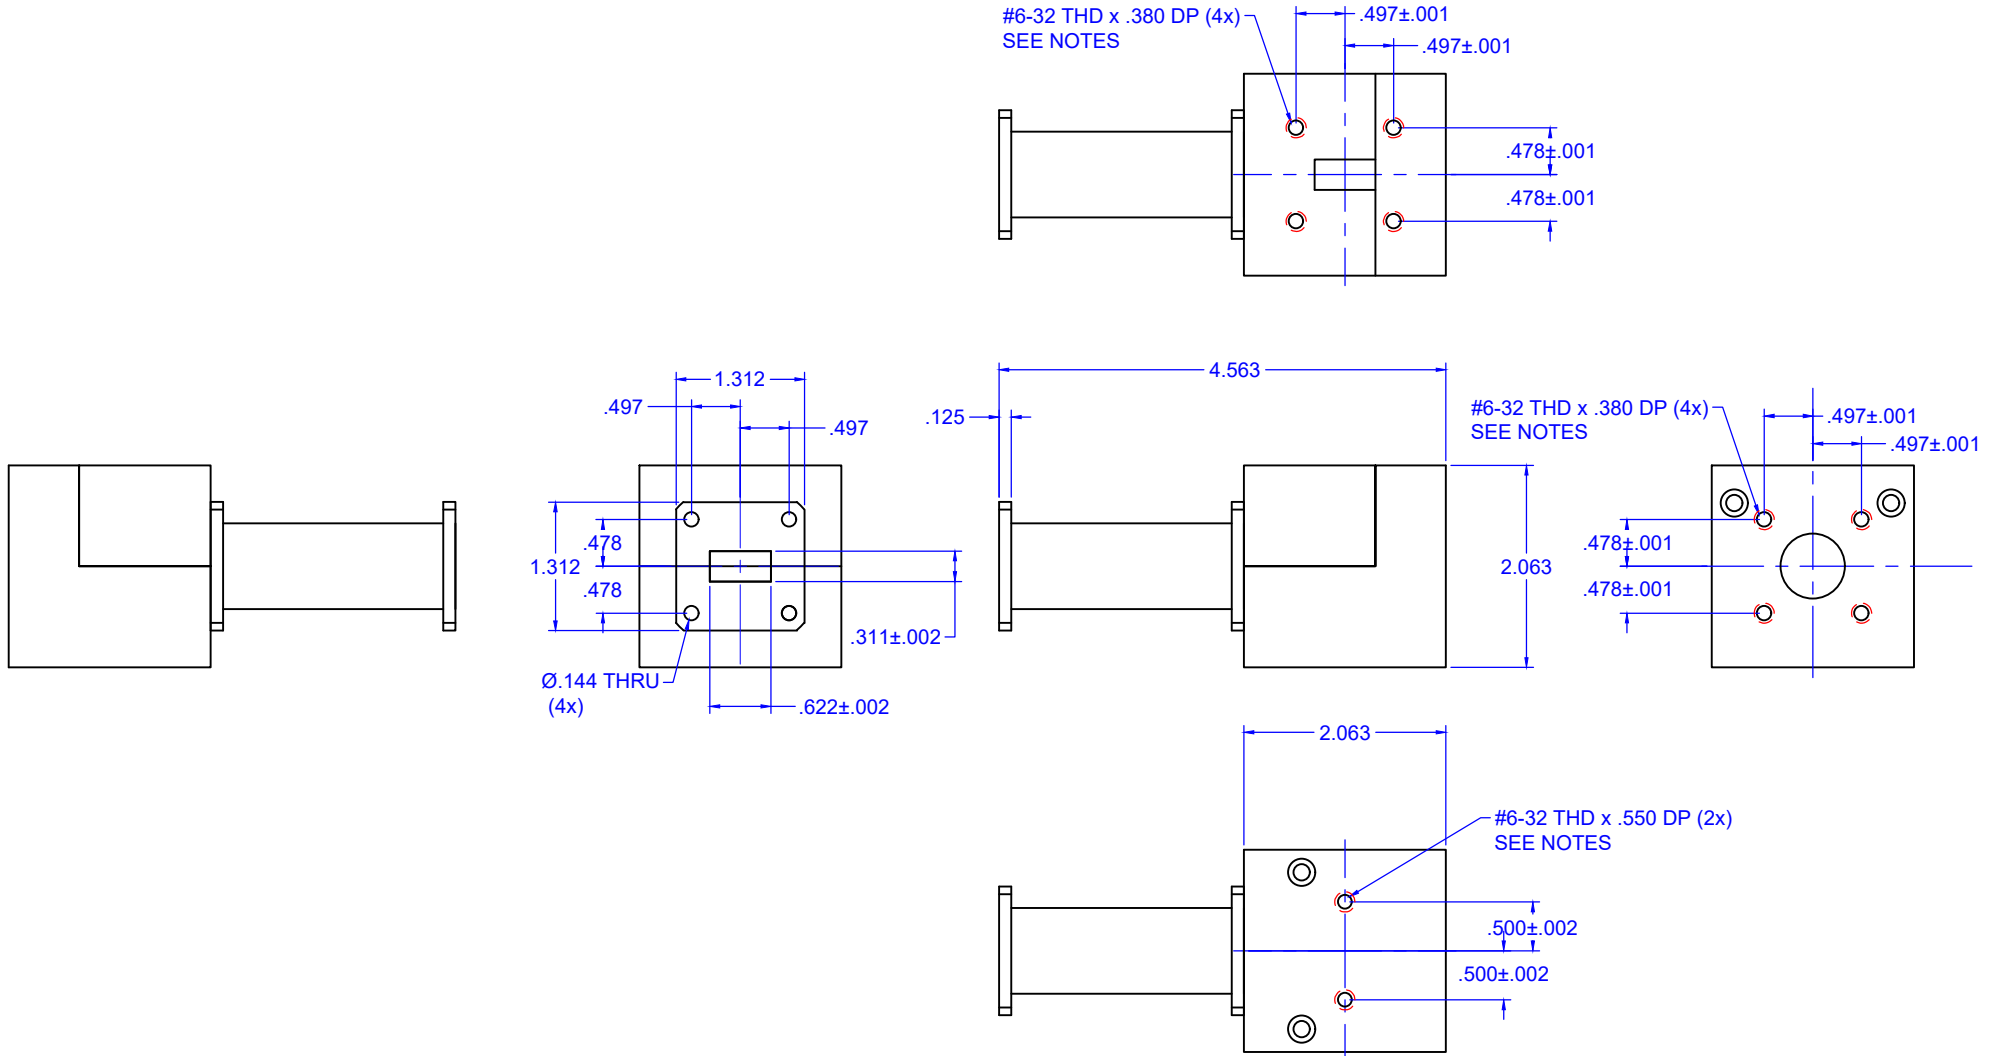 #6-32 THD x .380 DP (4x)
SEE NOTES
.497±.001
.497±.001
.478±.001
.478±.001
1.312
.497
.497
.478
1.312
.478
.311±.002
Ø.144 THRU
(4x)
.622±.002
4.563
.125
2.063
#6-32 THD x .380 DP (4x)
SEE NOTES
.497±.001
.497±.001
.478±.001
.478±.001
2.063
#6-32 THD x .550 DP (2x)
SEE NOTES
.500±.002
.500±.002